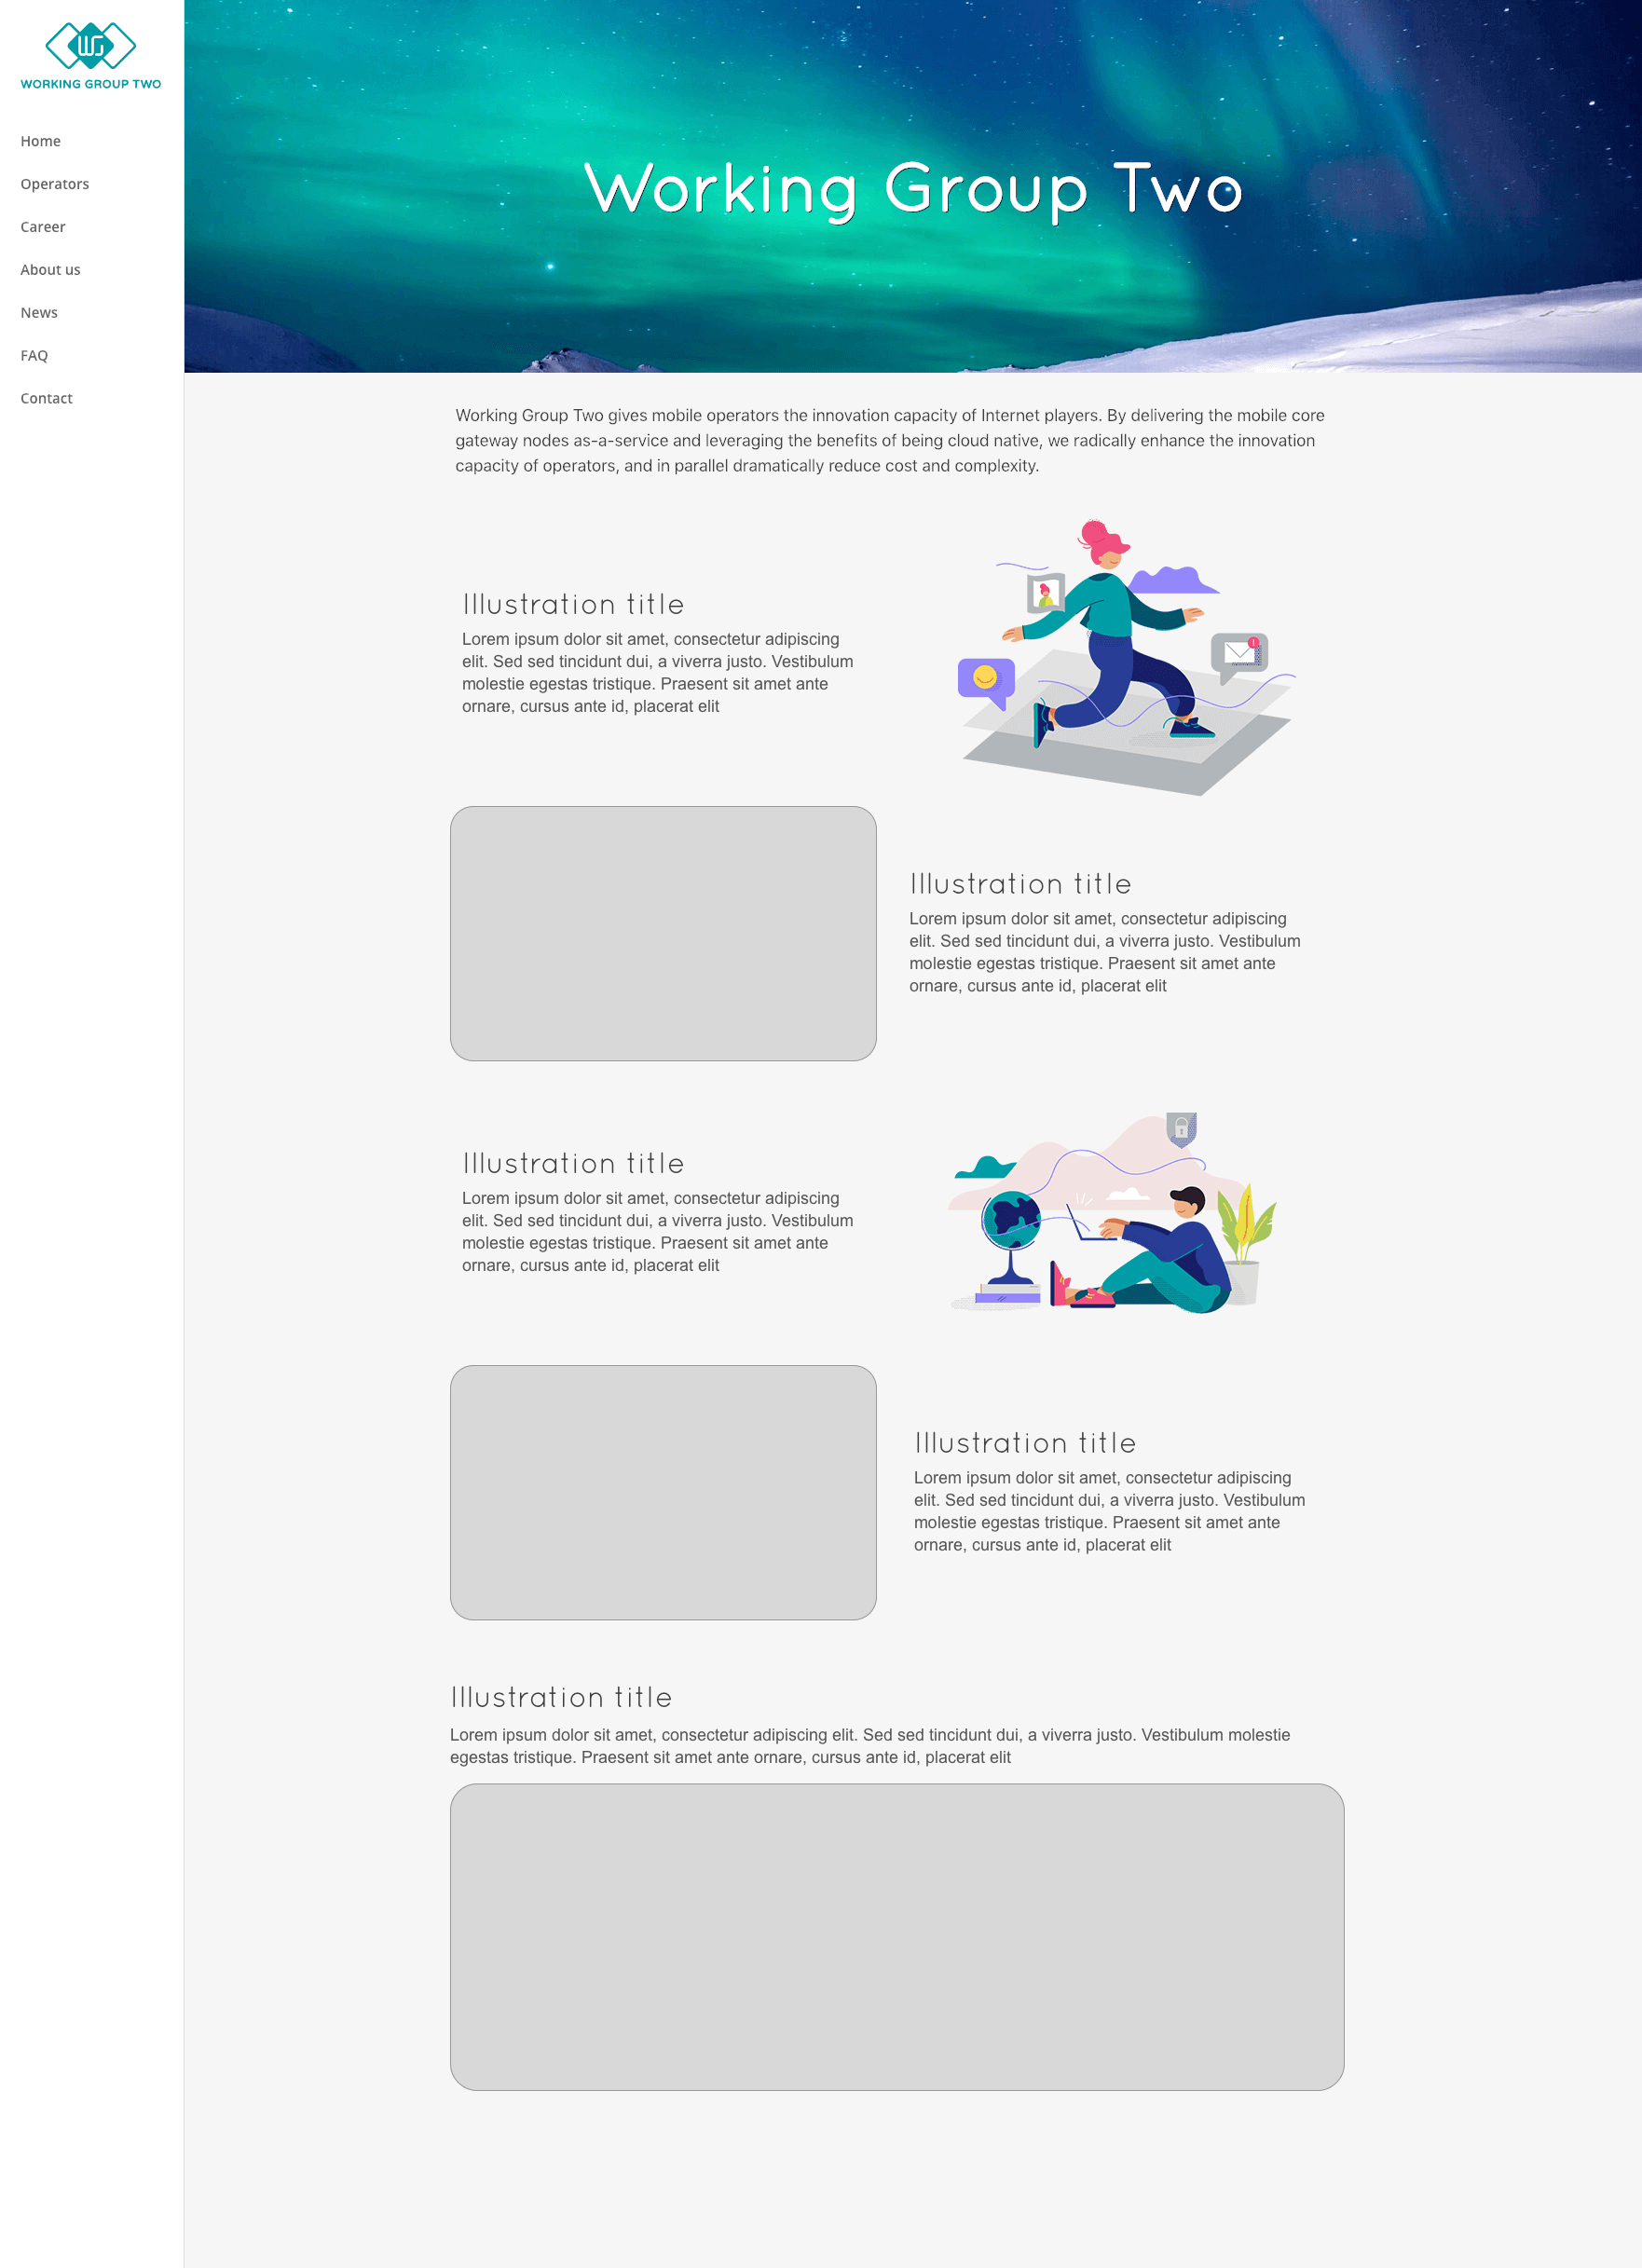 WG
WORKING GROUP TWO
Home
Operators
Career
About us
News
FAQ
Contact
Working Group Two
Working Group Two gives mobile operators the innovation capacity of Internet players. By delivering the mobile core
gateway nodes as-a-service and leveraging the benefits of being cloud native, we radically enhance the innovation
capacity of operators, and in parallel dramatically reduce cost and complexity.
Illustration title
Lorem ipsum dolor sit amet, consectetur adipiscing
elit. Sed sed tincidunt dui, a viverra justo. Vestibulum
molestie egestas tristique. Praesent sit amet ante
ornare, cursus ante id, placerat elit
Illustration title
Lorem ipsum dolor sit amet, consectetur adipiscing
elit. Sed sed tincidunt dui, a viverra justo. Vestibulum
molestie egestas tristique. Praesent sit amet ante
ornare, cursus ante id, placerat elit
Illustration title
Lorem ipsum dolor sit amet, consectetur adipiscing
elit. Sed sed tincidunt dui, a viverra justo. Vestibulum
molestie egestas tristique. Praesent sit amet ante
ornare, cursus ante id, placerat elit
Illustration title
Lorem ipsum dolor sit amet, consectetur adipiscing
elit. Sed sed tincidunt dui, a viverra justo. Vestibulum
molestie egestas tristique. Praesent sit amet ante
ornare, cursus ante id, placerat elit
Illustration title
Lorem ipsum dolor sit amet, consectetur adipiscing elit. Sed sed tincidunt dui, a viverra justo. Vestibulum molestie
egestas tristique. Praesent sit amet ante ornare, cursus ante id, placerat elit